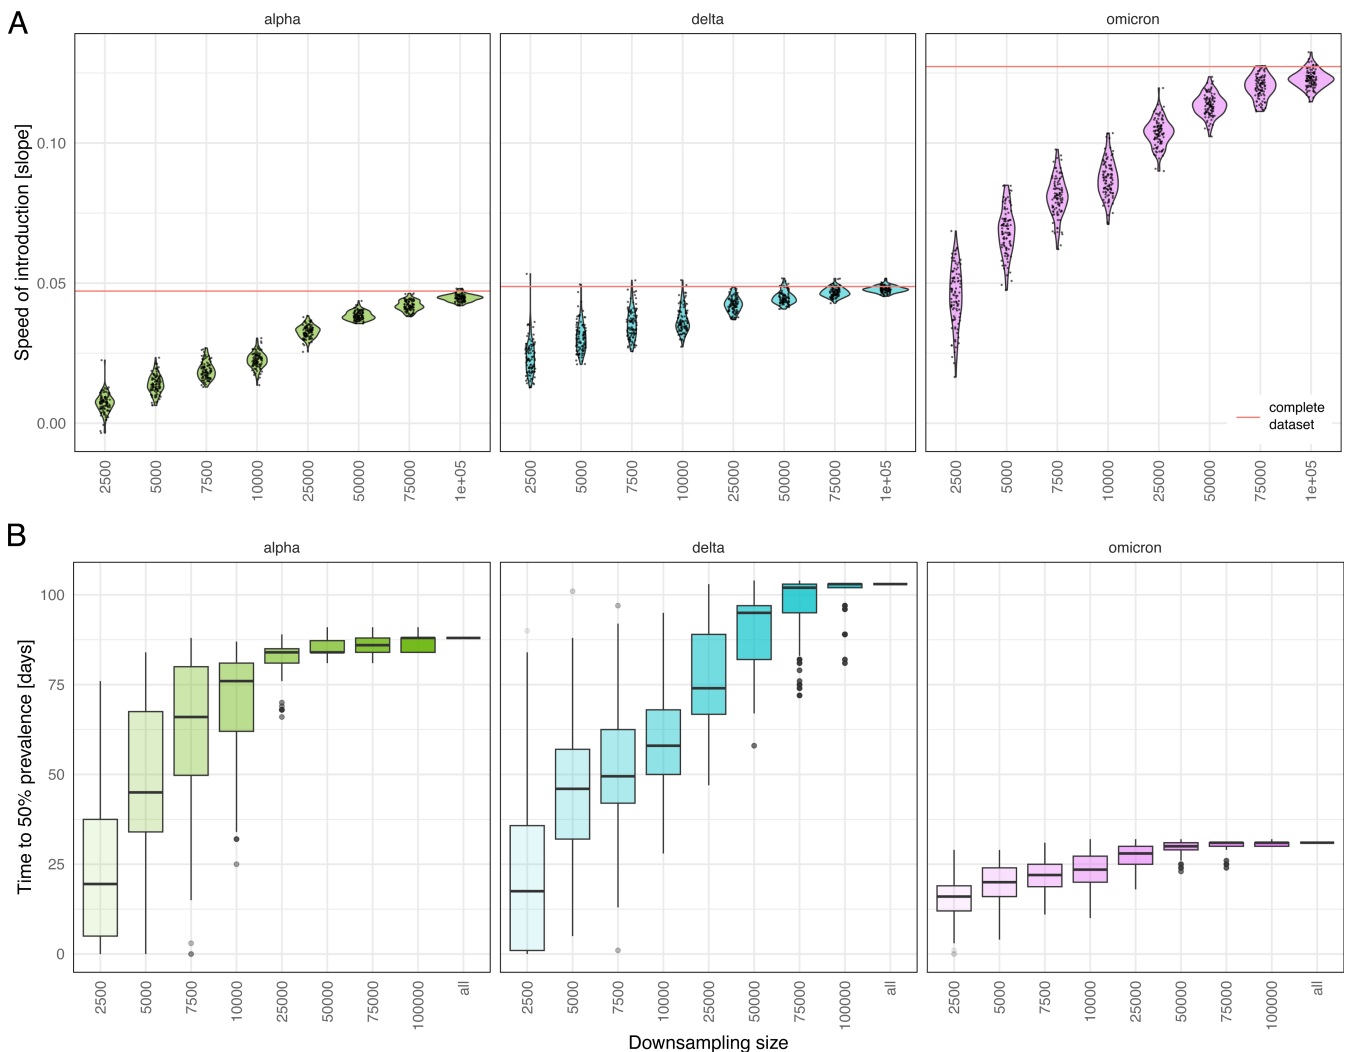 A
alpha
delta
omicron
Speed of introduction [slope]
0.10
0.05
0.00
complete
dataset
2500
5000
7500
10000
25000
50000
75000
1e+05
2500
5000
7500
10000
25000
50000
75000
1e+05
2500
5000
7500
10000
25000
50000
75000
1e+05
B
alpha
delta
omicron
Time to 50% prevalence [days]
100
75
50
25
0
2500
5000
7500
10000
25000
50000
75000
100000
all
2500
5000
7500
10000
25000
50000
75000
100000
all
2500
5000
7500
10000
25000
50000
75000
100000
all
Downsampling size